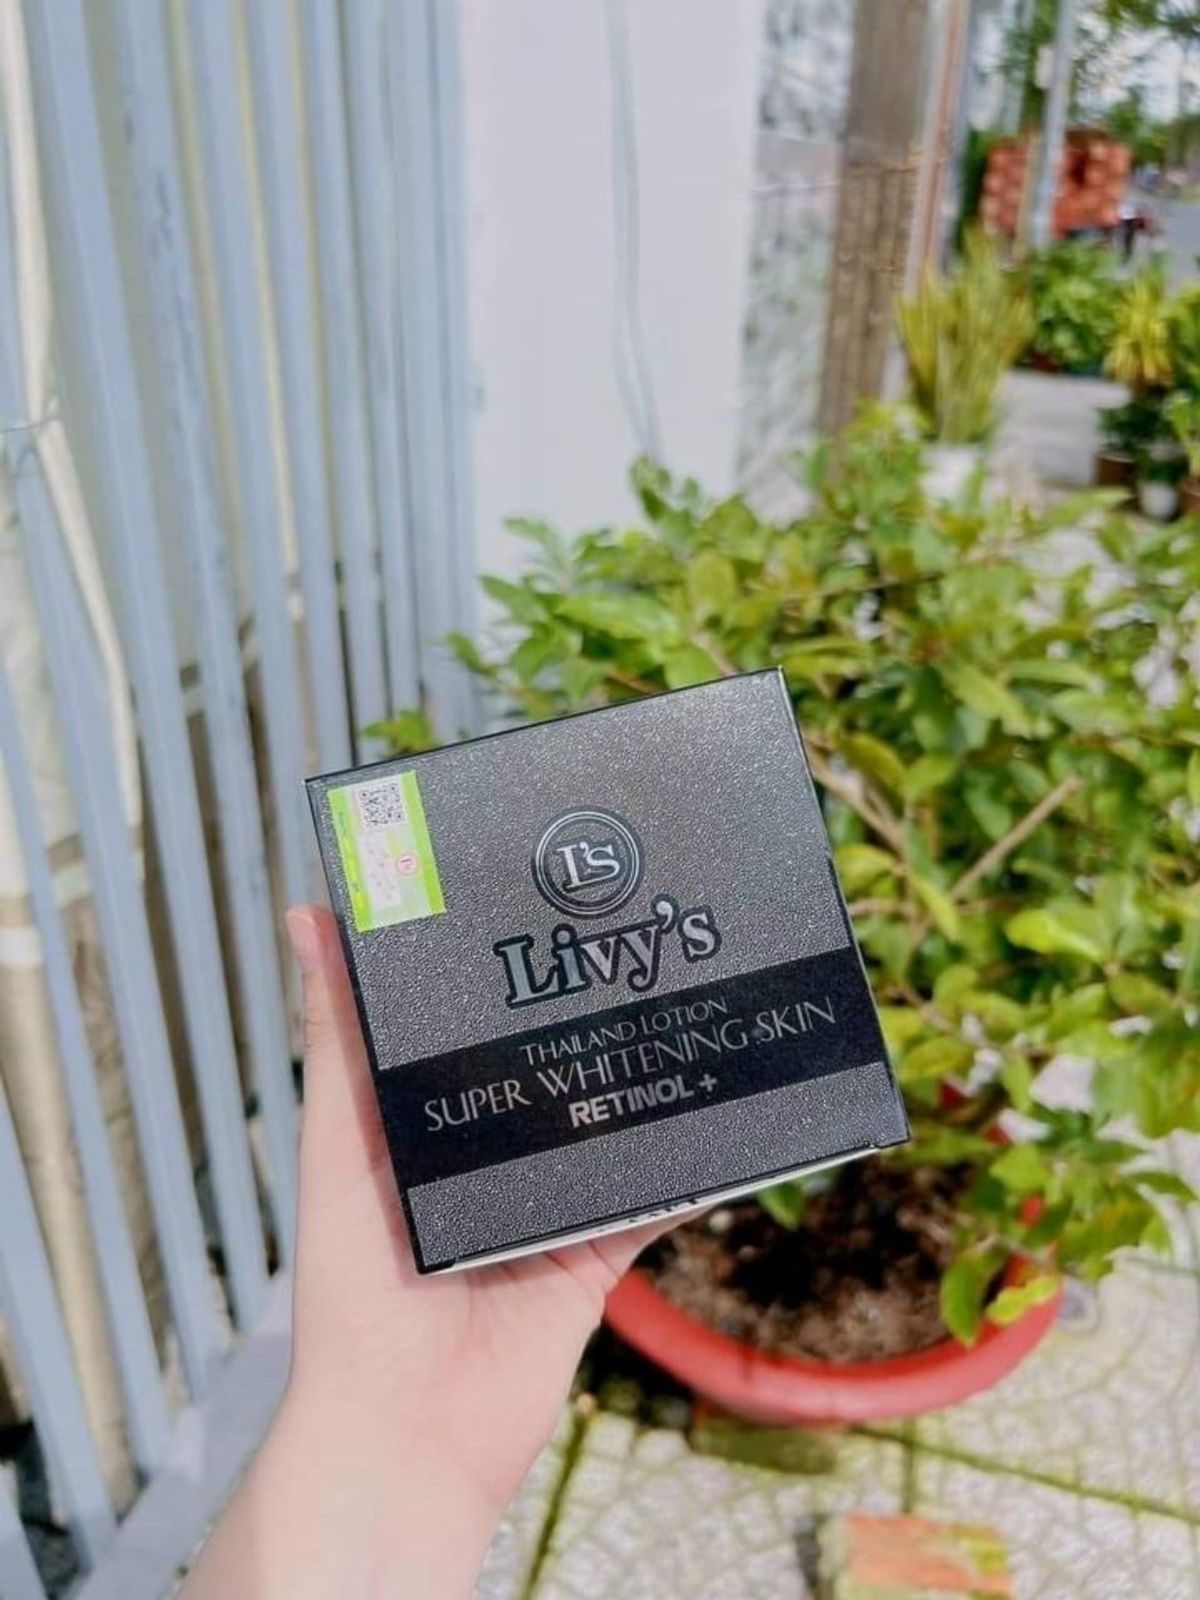 L's
Livy's
THAILAND LOTION
SUPER WHITENING SKIN
RETINOL +